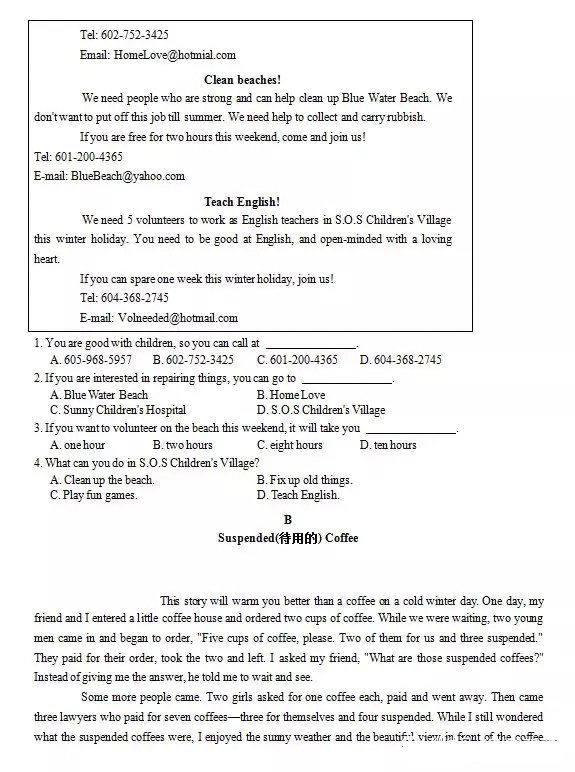 Tel: 602-752-3425
Email: HomeLove@hotmial.com
Clean beaches!
We need people who are strong and can help clean up Blue Water Beach. We
don't want to put off this job till summer. We need help to collect and carry rubbish.
If you are free for two hours this weekend, come and join us!
Tel: 601-200-4365
E-mail: BlueBeach@yahoo.com
Teach English!
We need 5 volunteers to work as English teachers in S.O.S Children's Village
this winter holiday. You need to be good at English, and open-minded with a loving
heart.
If you can spare one week this winter holiday, join us!
Tel: 604-368-2745
E-mail: Volneeded@hotmail.com
1. You are good with children, so you can call at _______________.
A. 605-968-5957 B. 602-752-3425 C. 601-200-4365 D. 604-368-2745
2. If you are interested in repairing things, you can go to _______________.
A. Blue Water Beach B. Home Love
C. Sunny Children's Hospital D. S.O.S Children's Village
3. If you want to volunteer on the beach this weekend, it will take you _______________.
A. one hour B. two hours C. eight hours D. ten hours
4. What can you do in S.O.S Children's Village?
A. Clean up the beach. B. Fix up old things.
C. Play fun games. D. Teach English.
B
Suspended(待用的) Coffee
This story will warm you better than a coffee on a cold winter day. One day, my
friend and I entered a little coffee house and ordered two cups of coffee. While we were waiting, two young
men came in and began to order, "Five cups of coffee, please. Two of them for us and three suspended."
They paid for their order, took the two and left. I asked my friend, "What are those suspended coffees?"
Instead of giving me the answer, he told me to wait and see.
Some more people came. Two girls asked for one coffee each, paid and went away. Then came
three lawyers who paid for seven coffees—three for themselves and four suspended. While I still wondered
what the suspended coffees were, I enjoyed the sunny weather and the beautiful view in front of the coffee